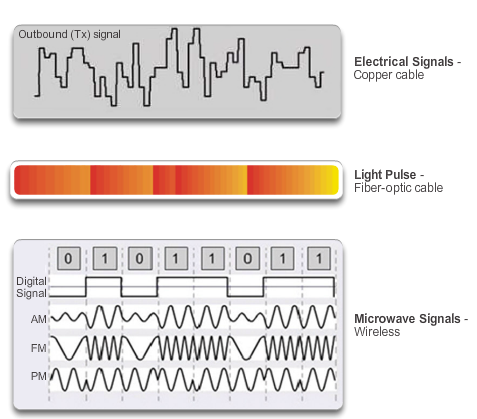 Outbound (Tx) signal
Electrical Signals -
Copper cable
Light Pulse -
Fiber-optic cable
0 1 0 1 1 0 1 1
Digital
Signal
AM
FM
PM
Microwave Signals -
Wireless